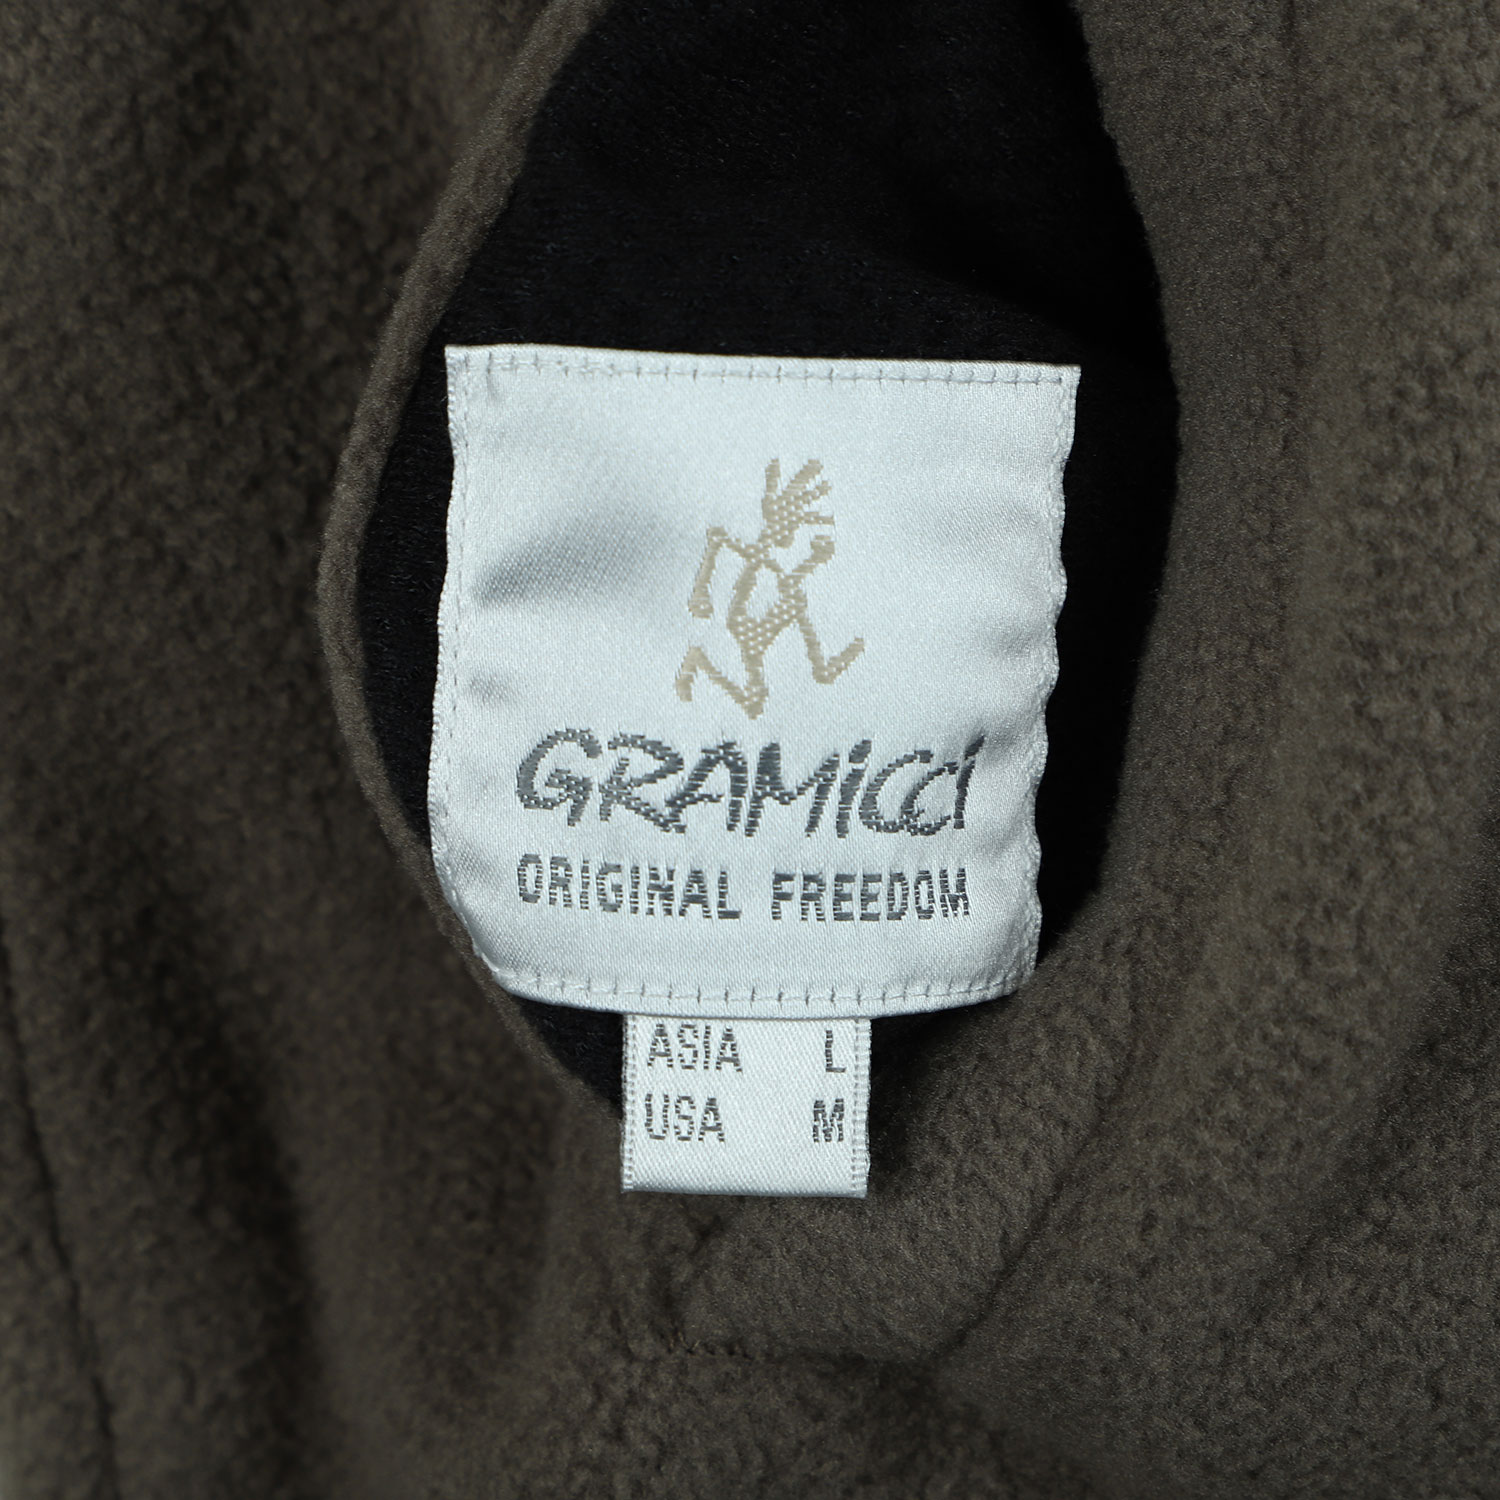 GRAMiCCi
ORIGINAL FREEDOM
ASIA L
USA M